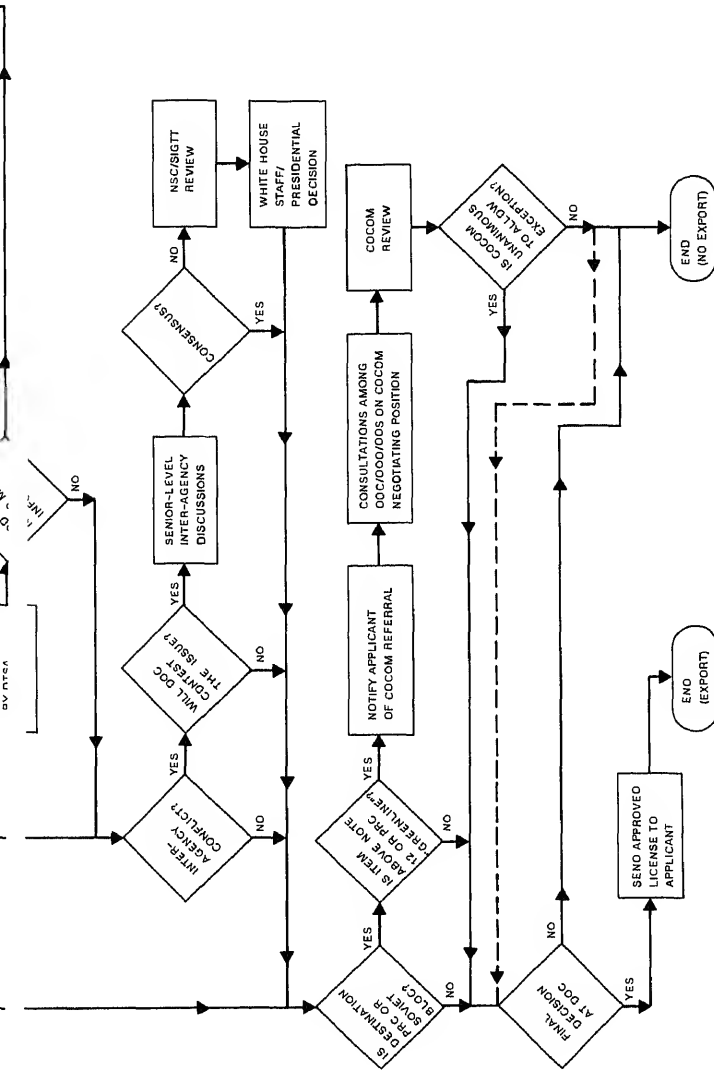 NO
INTER-
AGENCY
CONFLICT?
YES
NO
WILL DOC
CONTEST
THE ISSUE?
YES
NO
SENIOR-LEVEL
INTER-AGENCY
DISCUSSIONS
CONSENSUS?
NO
YES
NSC/SIGTT
REVIEW
WHITE HOUSE
STAFF/
PRESIDENTIAL
DECISION
IS
DESTINATION
PRC OR
SOVIET
BLOC?
YES
NO
IS ITEM
ABOVE NOTE
12 OR PRC
"GREENLINE"?
YES
NO
NOTIFY APPLICANT
OF COCOM REFERRAL
CONSULTATIONS AMONG
DOC/DOO/DOS ON COCOM
NEGOTIATING POSITION
COCOM
REVIEW
IS COCOM
UNANIMOUS
TO ALLDW
EXCEPTION?
YES
NO
FINAL
DECISION
AT DOC
NO
YES
SENO APPROVED
LICENSE TO
APPLICANT
END
(EXPORT)
END
(NO EXPORT)